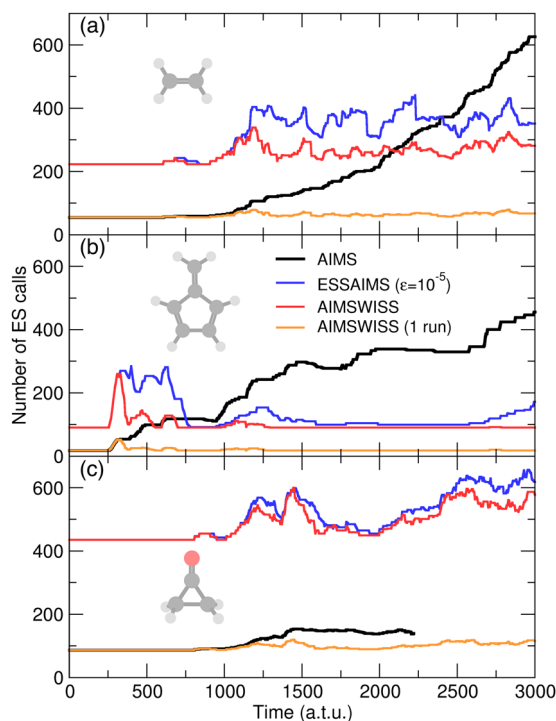 (a)
600
400
200
0
(b)
AIMS
ESSAIMS (ε=10⁻⁵)
AIMSWISS
AIMSWISS (1 run)
600
400
200
0
Number of ES calls
(c)
600
400
200
0
0 500 1000 1500 2000 2500 3000
Time (a.t.u.)